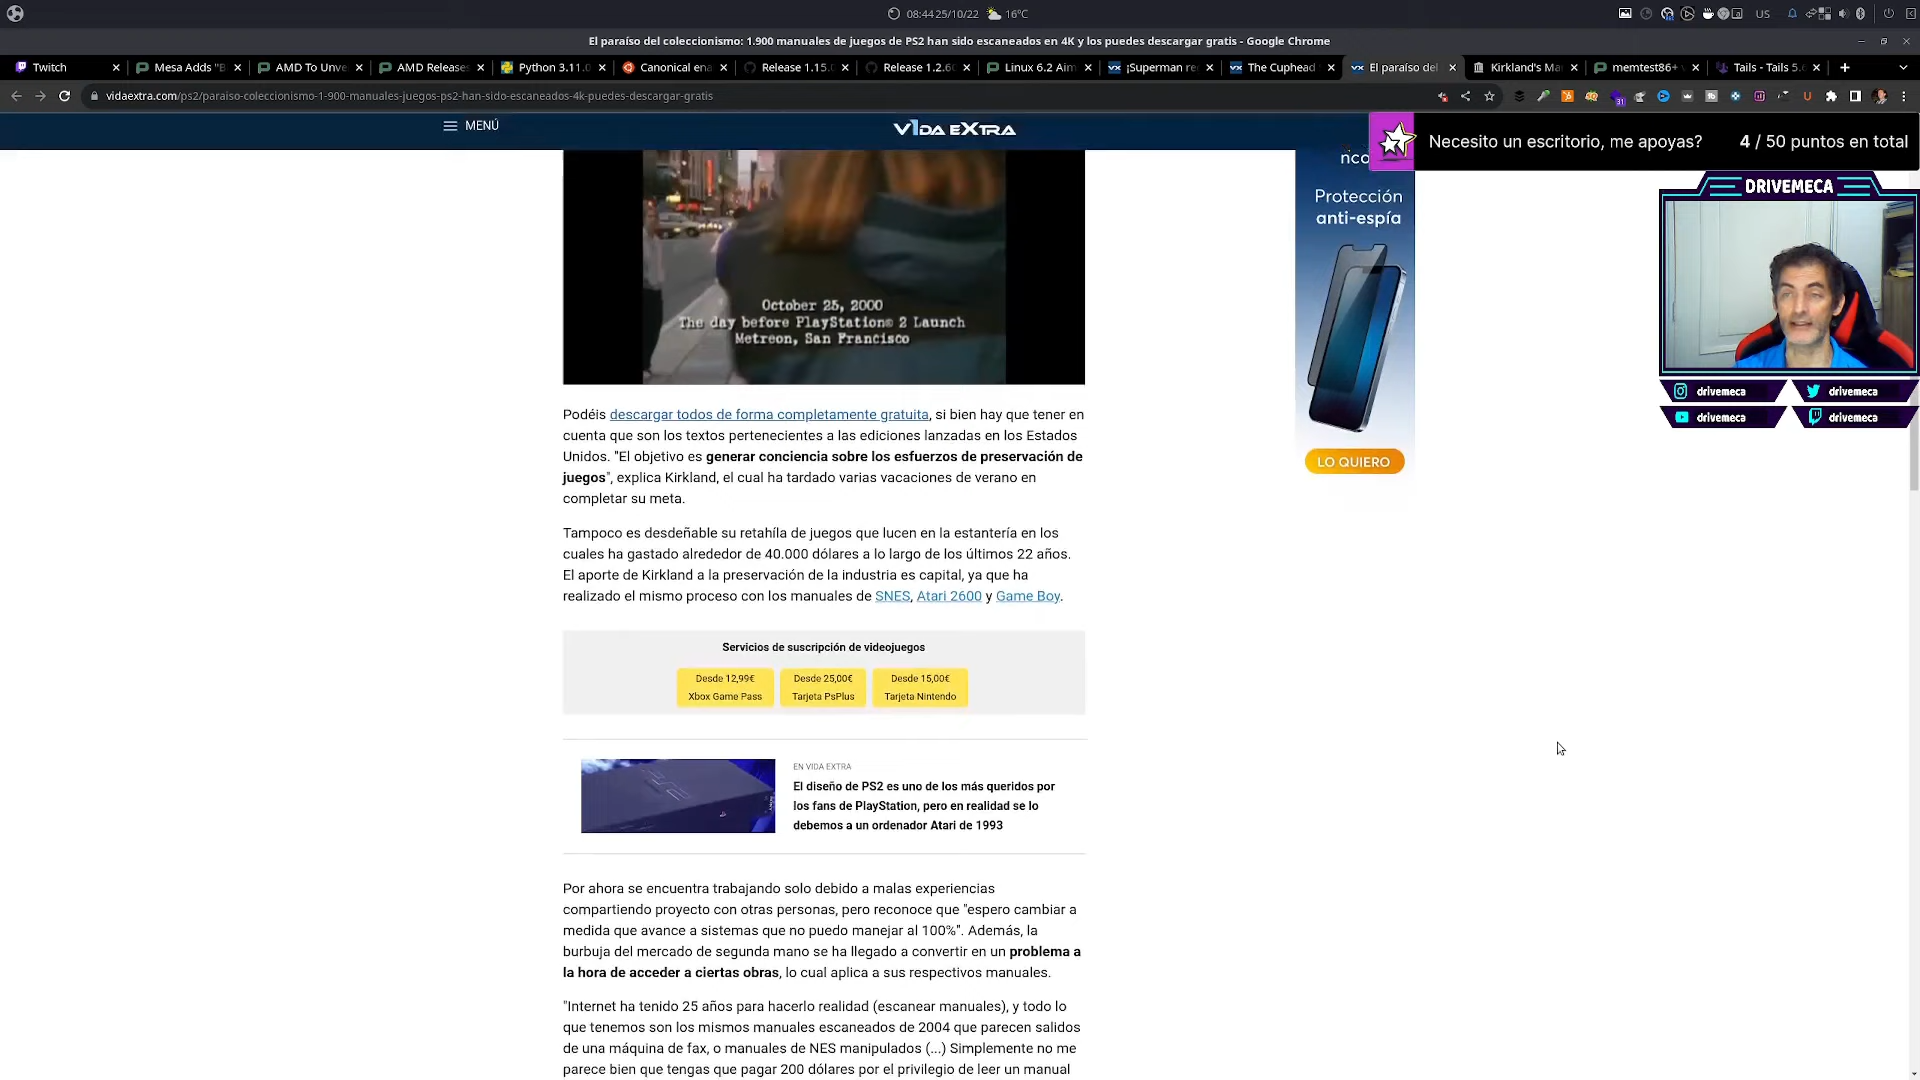 08:44 25/10/22
16°C
US
El paraíso del coleccionismo: 1.900 manuales de juegos de PS2 han sido escaneados en 4K y los puedes descargar gratis - Google Chrome
Twitch
Mesa Adds "B
AMD To Unve
AMD Releases
Python 3.11.0
Canonical ena
Release 1.15.0
Release 1.2.6
Linux 6.2 Aim
¡Superman re
The Cuphead
El paraíso del
Kirkland's Ma
memtest86+ v
Tails - Tails 5.
vidaextra.com/ps2/paraiso-coleccionismo-1-900-manuales-juegos-ps2-han-sido-escaneados-4k-puedes-descargar-gratis
31
MENÚ
VIDA EXTRA
Necesito un escritorio, me apoyas?
4 / 50 puntos en total
DRIVEMECA
drivemeca
drivemeca
drivemeca
drivemeca
Protección
anti-espía
LO QUIERO
October 25, 2000
The day before PlayStation® 2 Launch
Metreon, San Francisco
Podéis descargar todos de forma completamente gratuita, si bien hay que tener en
cuenta que son los textos pertenecientes a las ediciones lanzadas en los Estados
Unidos. "El objetivo es generar conciencia sobre los esfuerzos de preservación de
juegos", explica Kirkland, el cual ha tardado varias vacaciones de verano en
completar su meta.
Tampoco es desdeñable su retahíla de juegos que lucen en la estantería en los
cuales ha gastado alrededor de 40.000 dólares a lo largo de los últimos 22 años.
El aporte de Kirkland a la preservación de la industria es capital, ya que ha
realizado el mismo proceso con los manuales de SNES, Atari 2600 y Game Boy.
Servicios de suscripción de videojuegos
Desde 12,99€
Xbox Game Pass
Desde 25,00€
Tarjeta PsPlus
Desde 15,00€
Tarjeta Nintendo
EN VIDA EXTRA
El diseño de PS2 es uno de los más queridos por
los fans de PlayStation, pero en realidad se lo
debemos a un ordenador Atari de 1993
Por ahora se encuentra trabajando solo debido a malas experiencias
compartiendo proyecto con otras personas, pero reconoce que "espero cambiar a
medida que avance a sistemas que no puedo manejar al 100%". Además, la
burbuja del mercado de segunda mano se ha llegado a convertir en un problema a
la hora de acceder a ciertas obras, lo cual aplica a sus respectivos manuales.
"Internet ha tenido 25 años para hacerlo realidad (escanear manuales), y todo lo
que tenemos son los mismos manuales escaneados de 2004 que parecen salidos
de una máquina de fax, o manuales de NES manipulados (...) Simplemente no me
parece bien que tengas que pagar 200 dólares por el privilegio de leer un manual